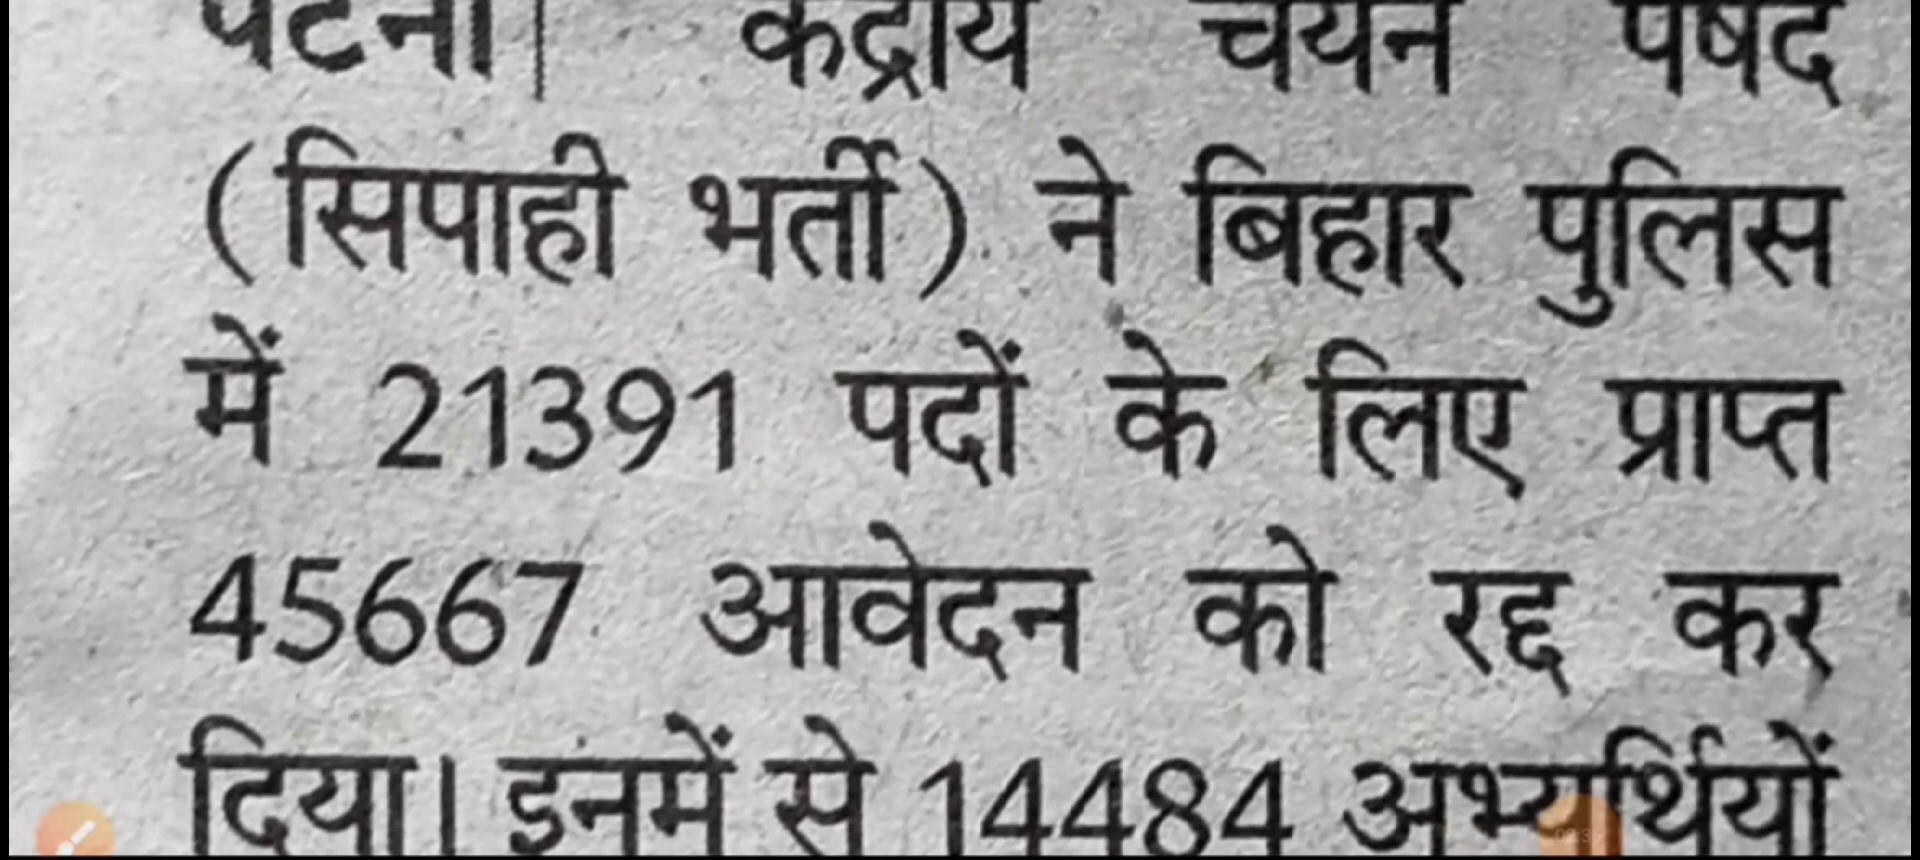 पटना| केंद्रीय चयन पर्षद
(सिपाही भर्ती) ने बिहार पुलिस
में 21391 पदों के लिए प्राप्त
45667 आवेदन को रद्द कर
दिया। इनमें से 14484 अभ्यर्थियों